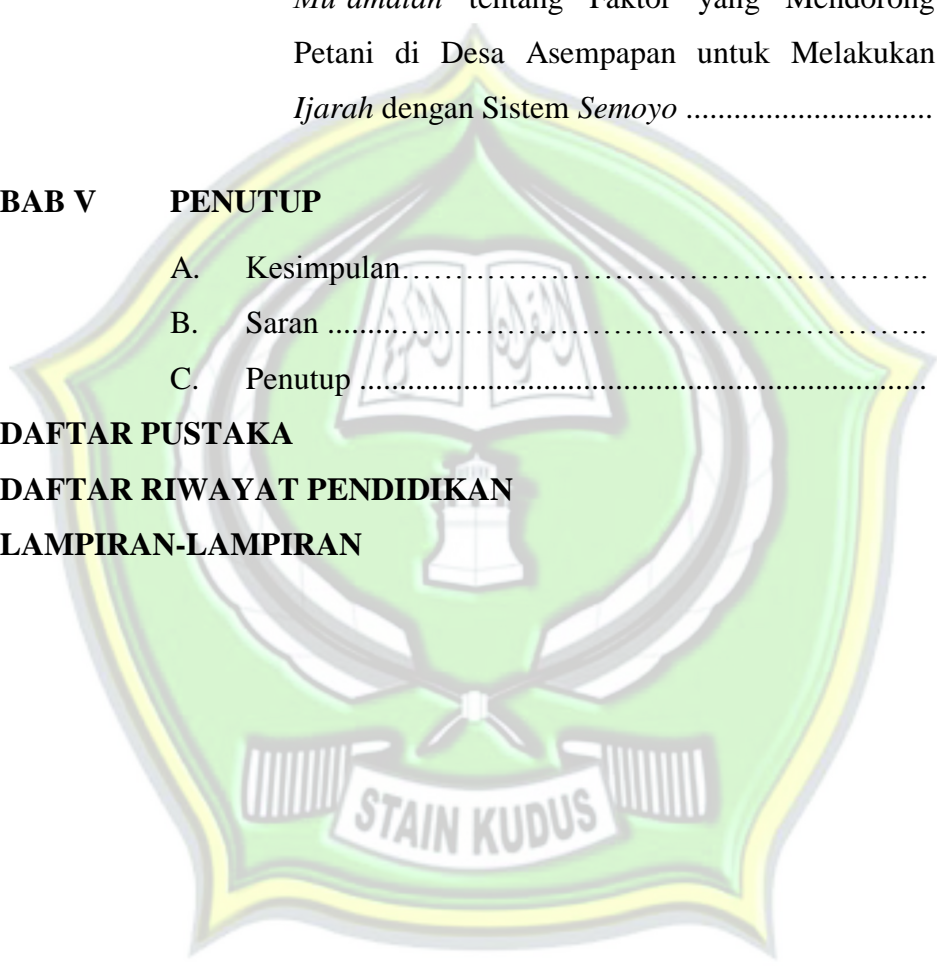 Mu'amalah tentang Faktor yang Mendorong
Petani di Desa Asempapan untuk Melakukan
Ijarah dengan Sistem Semoyo ...............................
BAB V PENUTUP
A. Kesimpulan……………………………………………..
B. Saran .........……………………………………………..
C. Penutup .......................................................................
DAFTAR PUSTAKA
DAFTAR RIWAYAT PENDIDIKAN
LAMPIRAN-LAMPIRAN
STAIN KUDUS